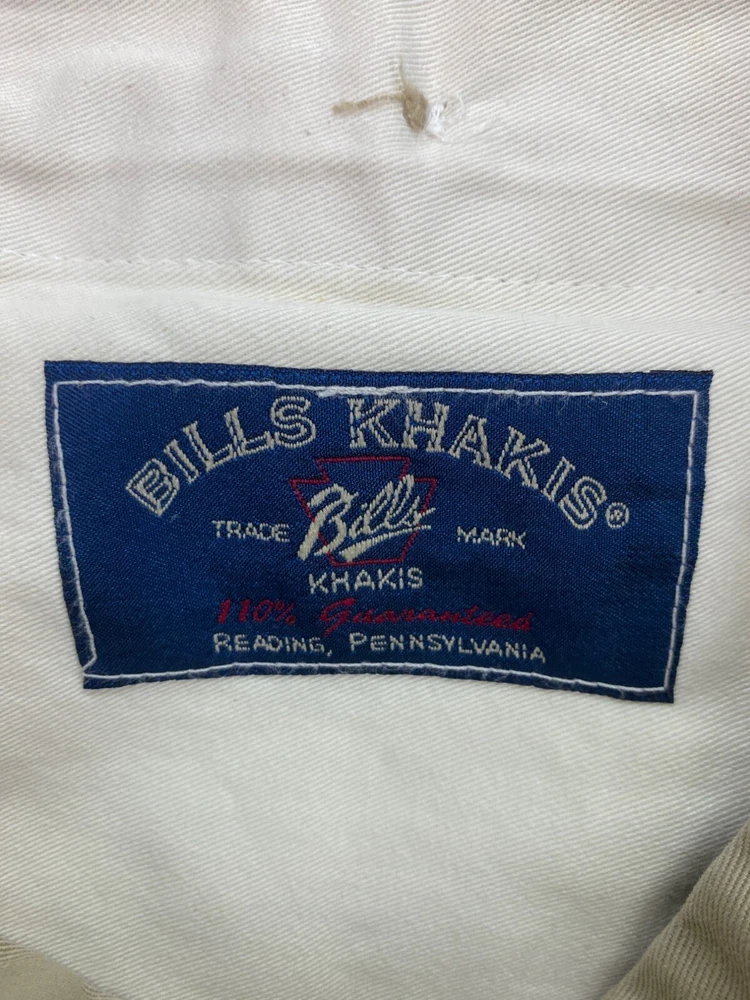 BILLS KHAKIS®
TRADE Bills MARK
KHAKIS
110% Guaranteed
READING, PENNSYLVANIA